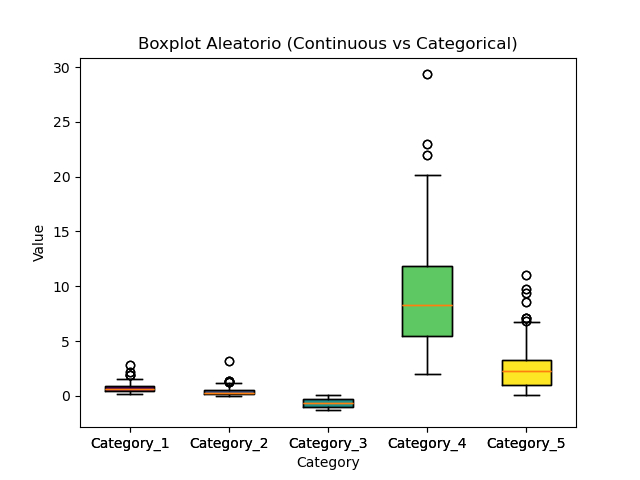 Boxplot Aleatorio (Continuous vs Categorical)
30
25
20
15
10
5
0
Value
Category_1 Category_2 Category_3 Category_4 Category_5
Category